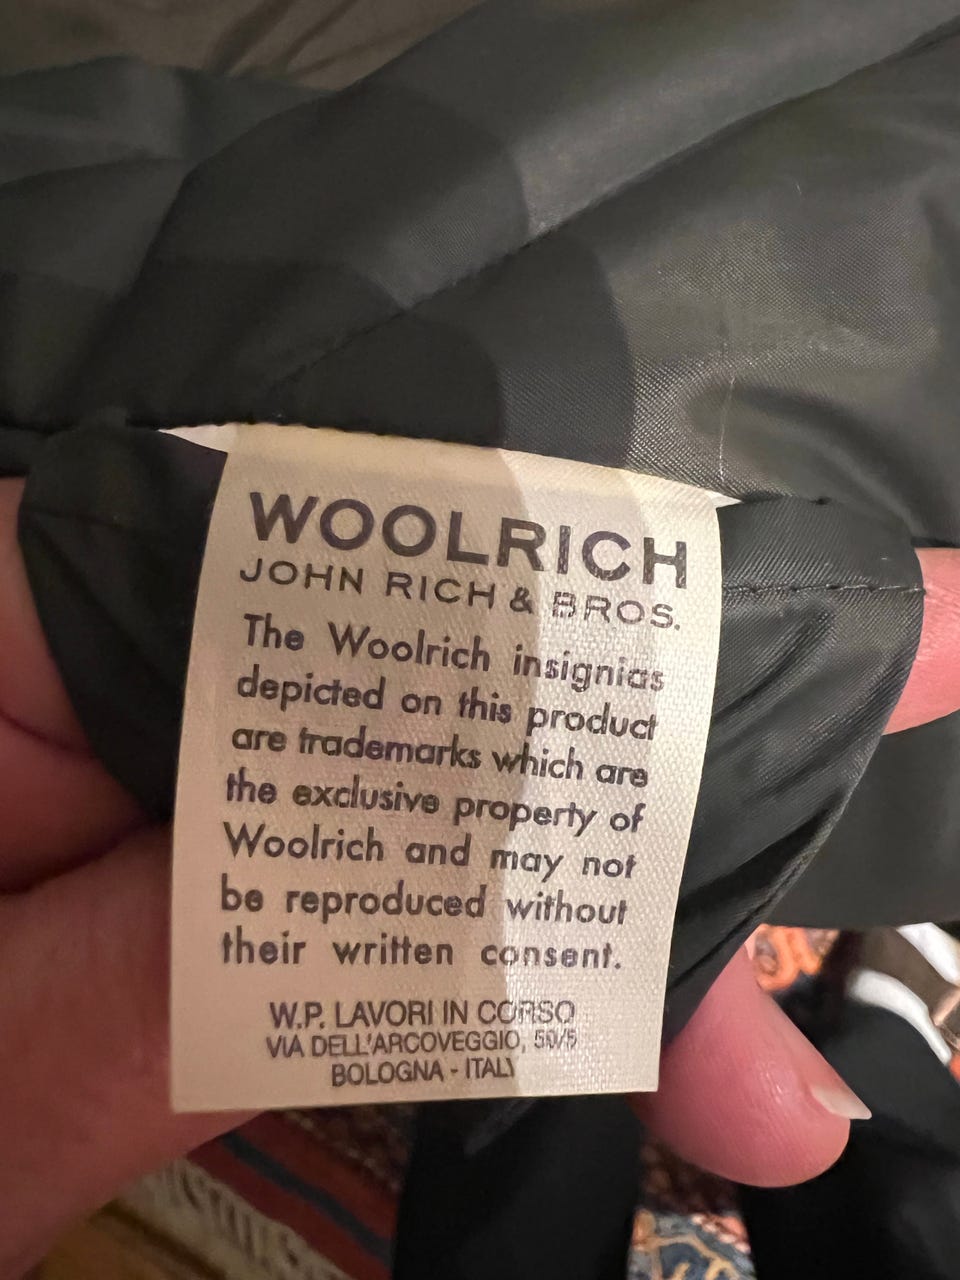 WOOLRICH
JOHN RICH & BROS.
The Woolrich insignias
depicted on this product
are trademarks which are
the exclusive property of
Woolrich and may not
be reproduced without
their written consent.
W.P. LAVORI IN CORSO
VIA DELL'ARCOVEGGIO, 59/5
BOLOGNA - ITALY